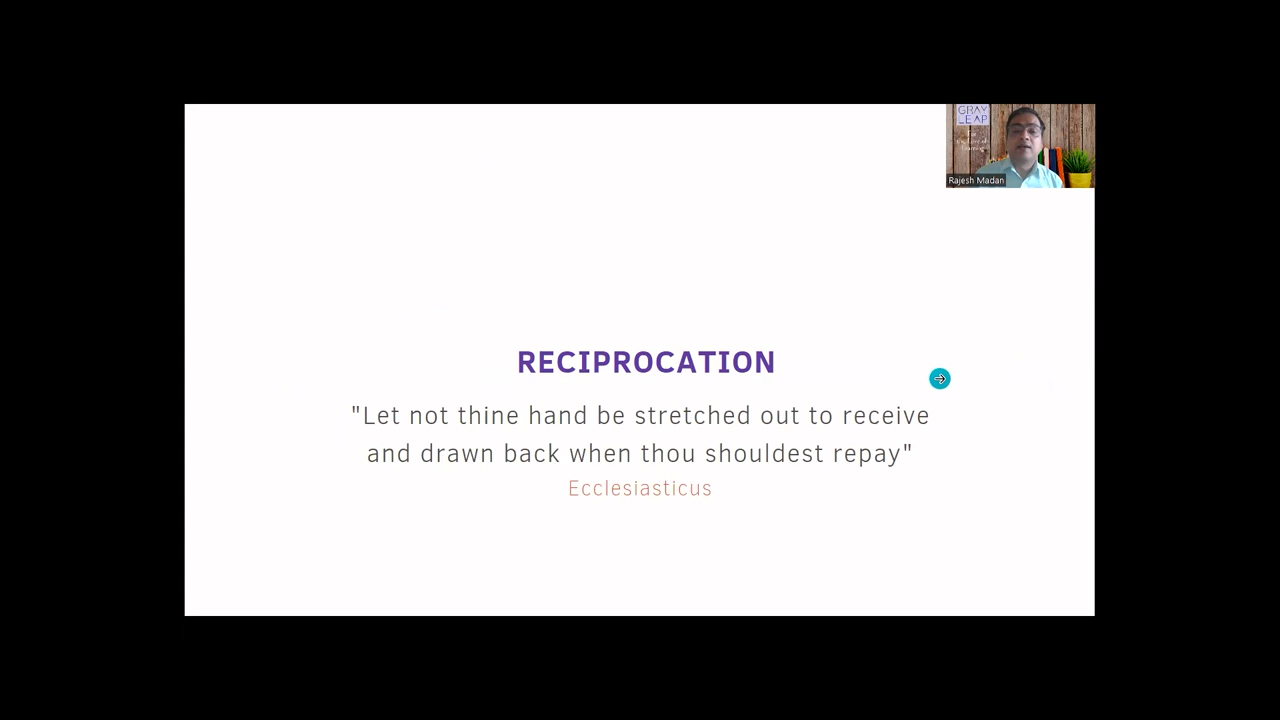 GRAY
LEAP
Rajesh Madan
RECIPROCATION
"Let not thine hand be stretched out to receive
and drawn back when thou shouldest repay"
Ecclesiasticus